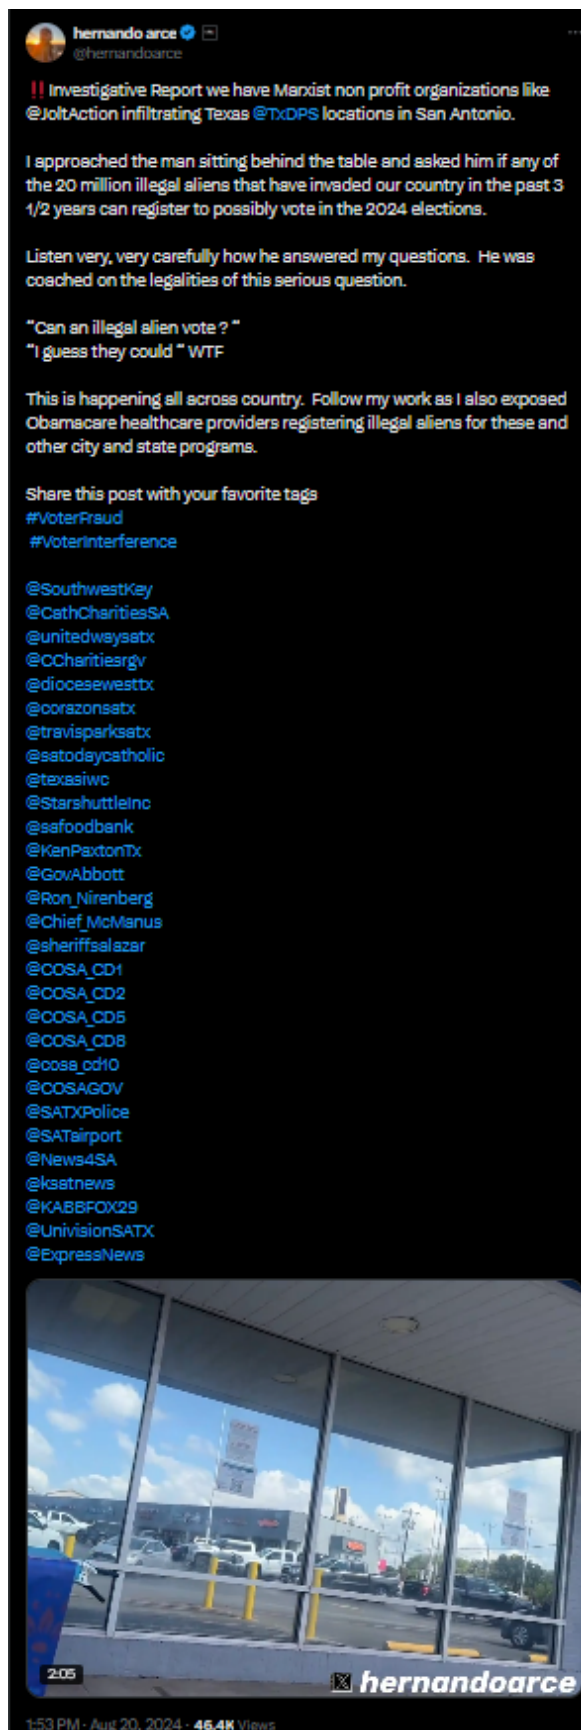 hernando arce
@hernandoarce
‼️Investigative Report we have Marxist non profit organizations like
@JoltAction infiltrating Texas @TxDPS locations in San Antonio.
I approached the man sitting behind the table and asked him if any of
the 20 million illegal aliens that have invaded our country in the past 3
1/2 years can register to possibly vote in the 2024 elections.
Listen very, very carefully how he answered my questions.  He was
coached on the legalities of this serious question.
"Can an illegal alien vote ? "
"I guess they could " WTF
This is happening all across country.  Follow my work as I also exposed
Obamacare healthcare providers registering illegal aliens for these and
other city and state programs.
Share this post with your favorite tags
#VoterFraud
#VoterInterference
@SouthwestKey
@CathCharitiesSA
@unitedwaysatx
@CCharitiesrgv
@diocesewesttx
@corazonsatx
@travisparksatx
@satodaycatholic
@texasiwc
@StarshuttleInc
@safoodbank
@KenPaxtonTx
@GovAbbott
@Ron_Nirenberg
@Chief_McManus
@sheriffsalazar
@COSA_CD1
@COSA_CD2
@COSA_CD5
@COSA_CD8
@cosa_cd10
@COSAGOV
@SATXPolice
@SATairport
@News4SA
@ksatnews
@KABBFOX29
@UnivisionSATX
@ExpressNews
2:05
hernandoarce
1:53 PM · Aug 20, 2024 · 46.4K Views